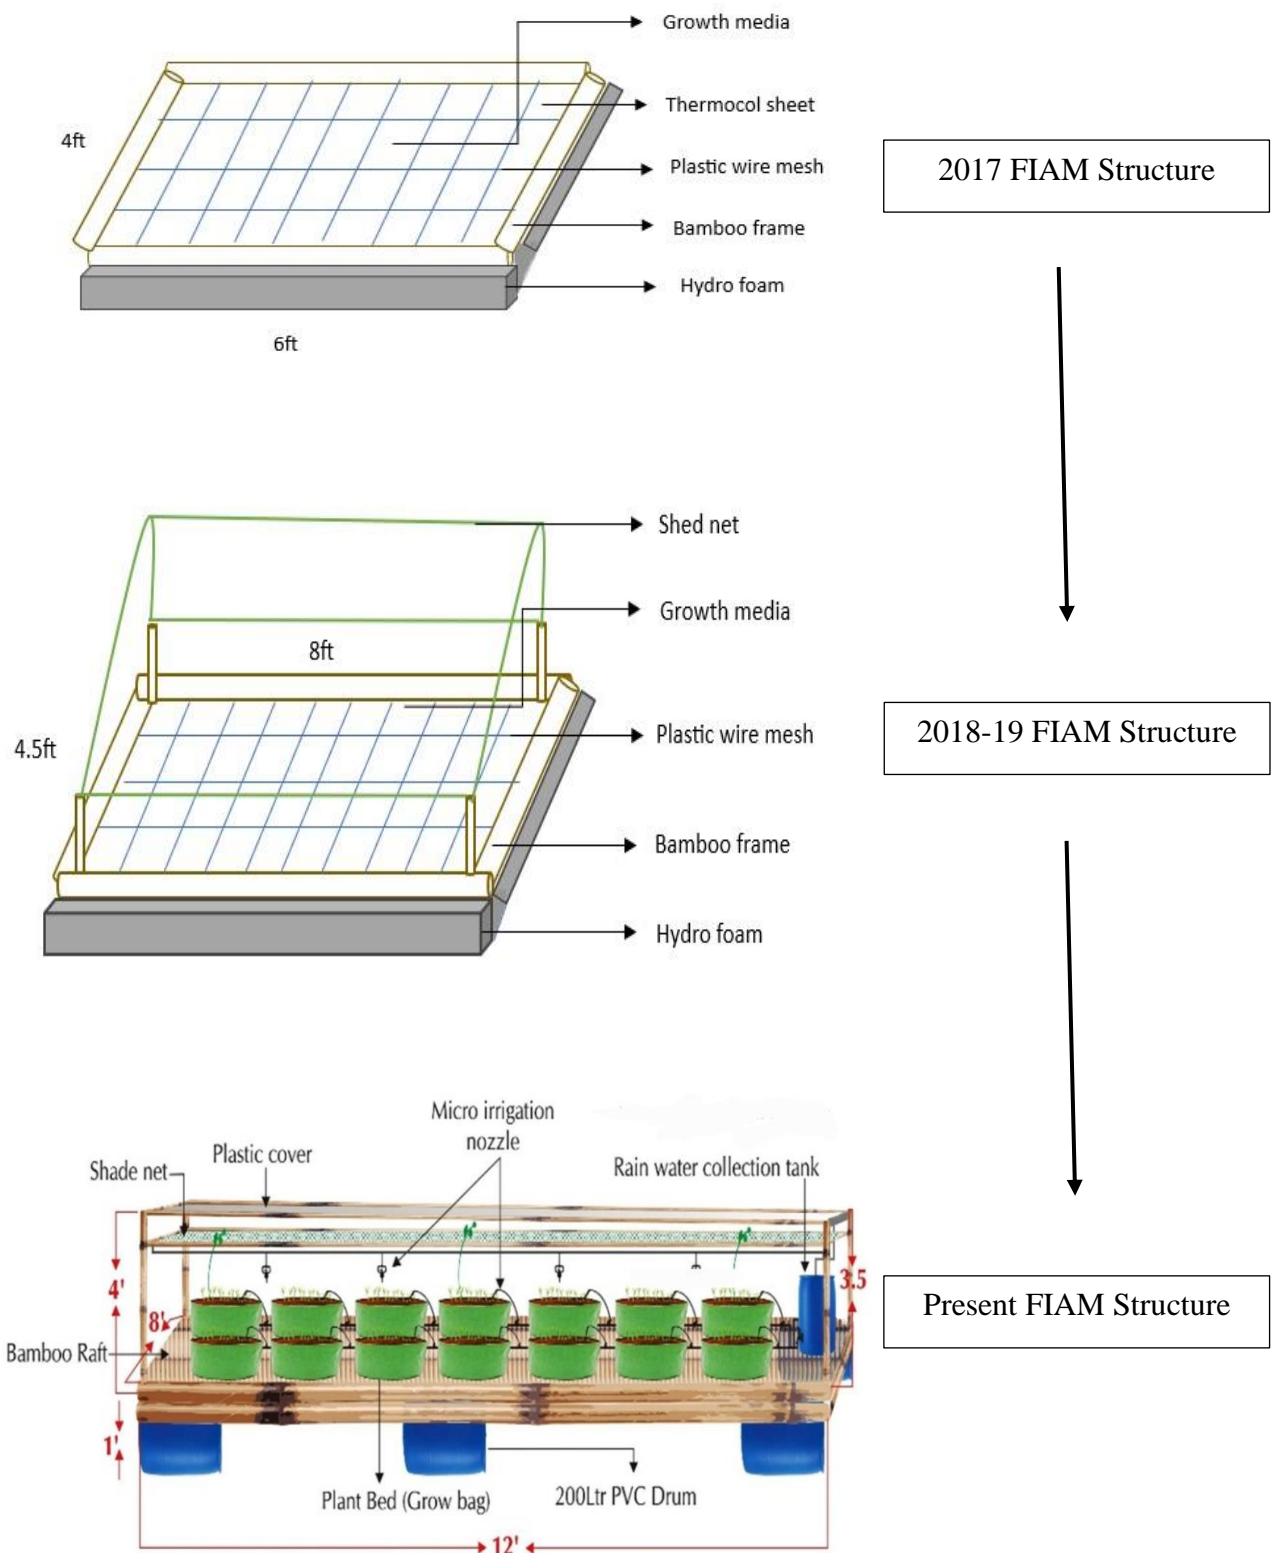 Growth media
Thermocol sheet
4ft
Plastic wire mesh
2017 FIAM Structure
Bamboo frame
Hydro foam
6ft
Shed net
Growth media
8ft
4.5ft
Plastic wire mesh
2018-19 FIAM Structure
Bamboo frame
Hydro foam
Micro irrigation
nozzle
Plastic cover
Shade net
Rain water collection tank
4'
3.5
8'
Present FIAM Structure
Bamboo Raft
1'
Plant Bed (Grow bag)
200Ltr PVC Drum
12'